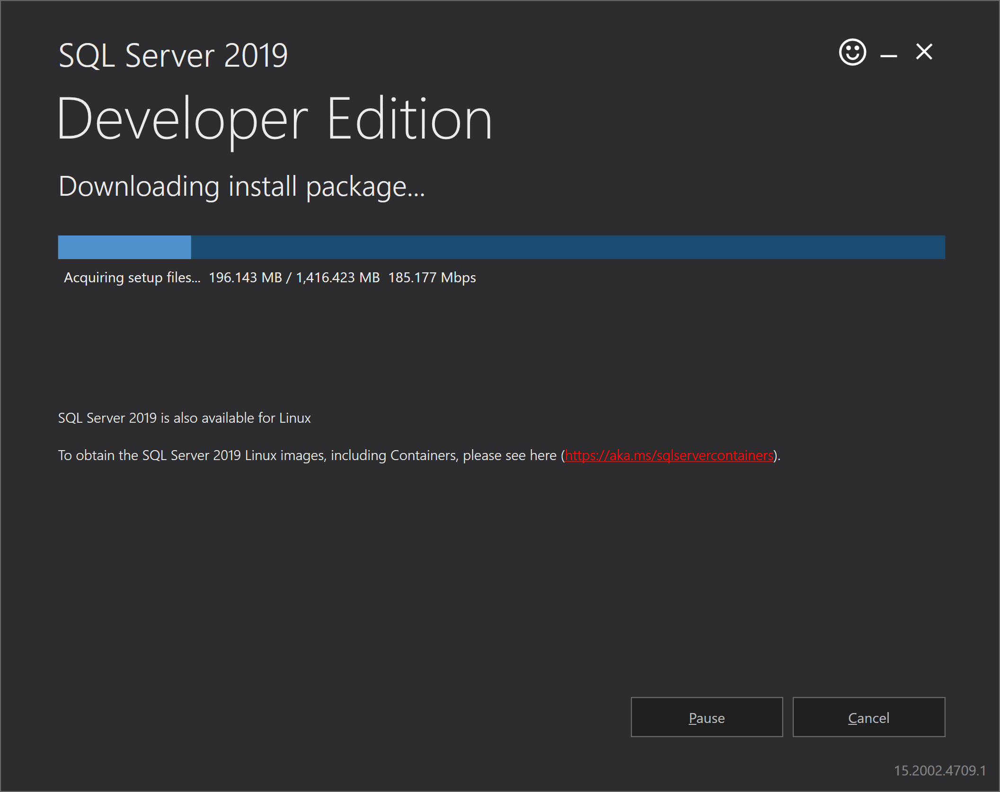 SQL Server 2019
Developer Edition
Downloading install package...
Acquiring setup files... 196.143 MB / 1,416.423 MB 185.177 Mbps
SQL Server 2019 is also available for Linux
To obtain the SQL Server 2019 Linux images, including Containers, please see here (https://aka.ms/sqlservercontainers).
Pause
Cancel
15.2002.4709.1